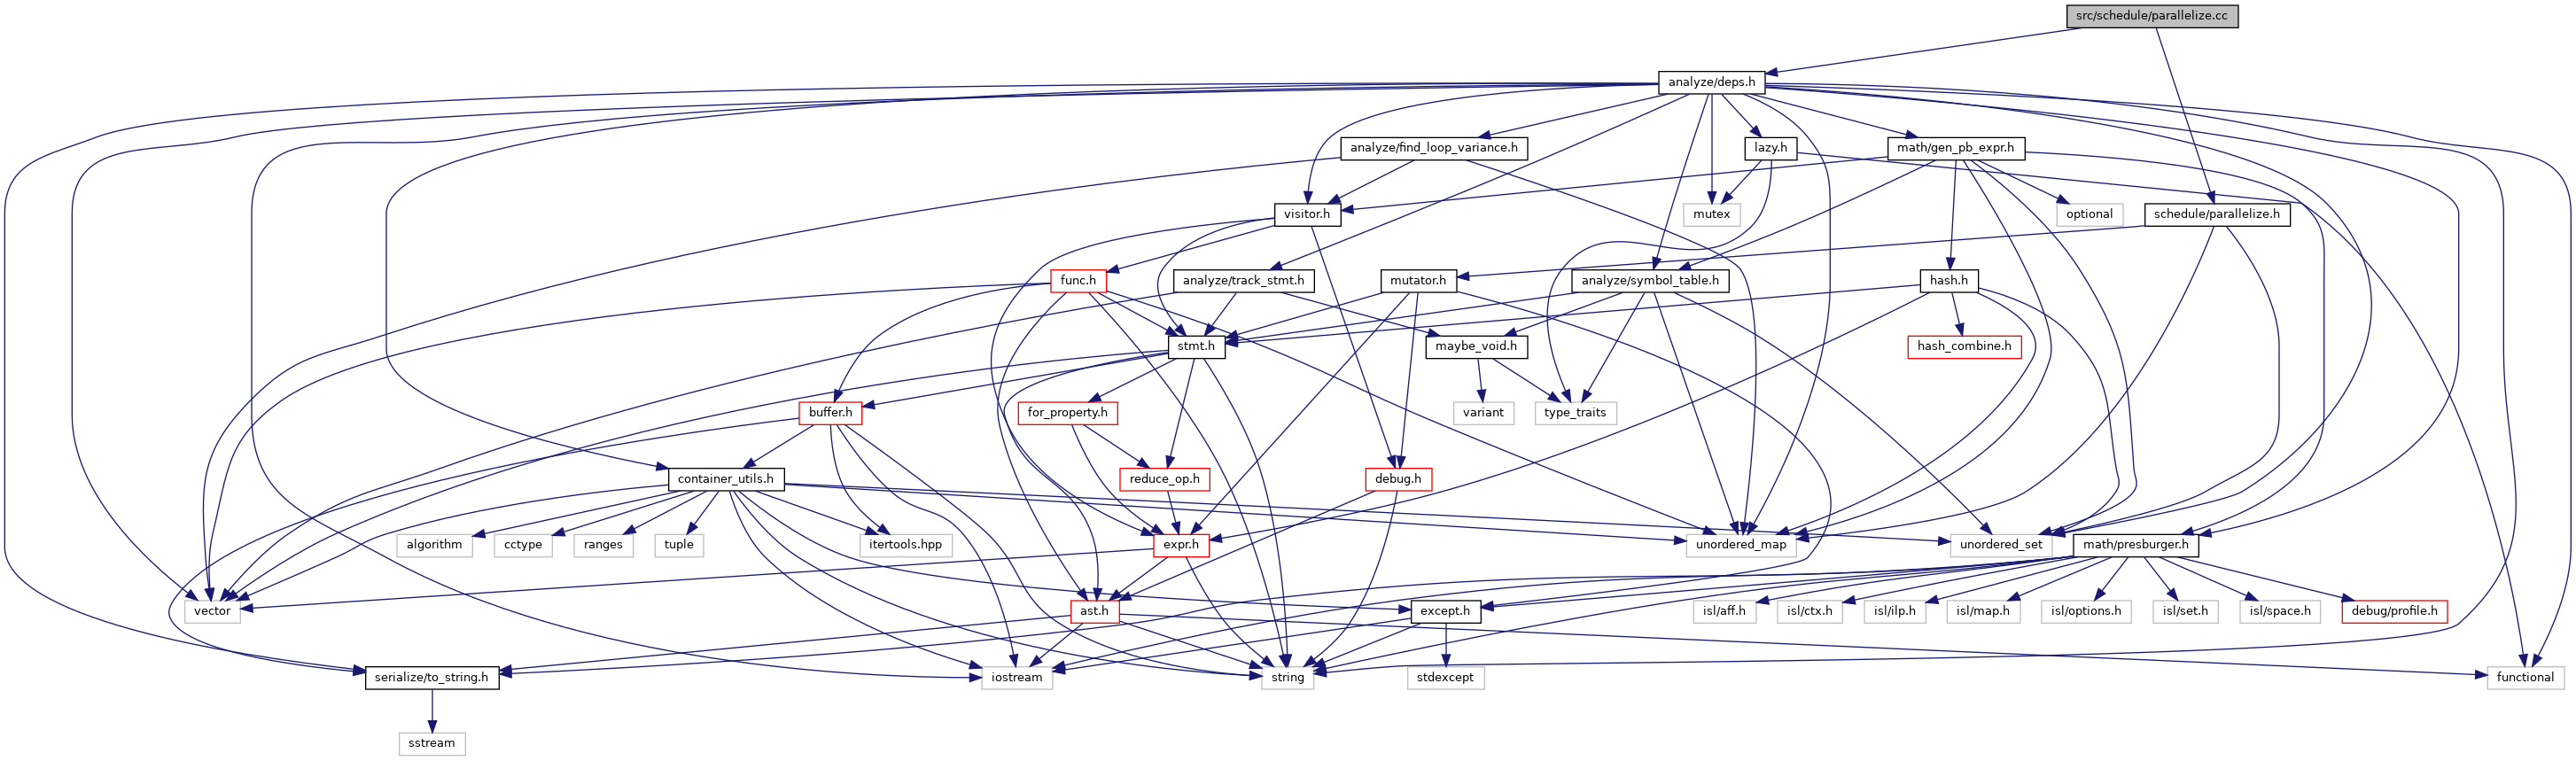 src/schedule/parallelize.cc
analyze/deps.h
analyze/find_loop_variance.h
lazy.h
math/gen_pb_expr.h
visitor.h
mutex
optional
schedule/parallelize.h
func.h
analyze/track_stmt.h
mutator.h
analyze/symbol_table.h
hash.h
stmt.h
maybe_void.h
hash_combine.h
buffer.h
for_property.h
variant
type_traits
container_utils.h
reduce_op.h
debug.h
algorithm
cctype
ranges
tuple
itertools.hpp
expr.h
unordered_map
unordered_set
math/presburger.h
vector
ast.h
except.h
isl/aff.h
isl/ctx.h
isl/ilp.h
isl/map.h
isl/options.h
isl/set.h
isl/space.h
debug/profile.h
serialize/to_string.h
iostream
string
stdexcept
functional
sstream